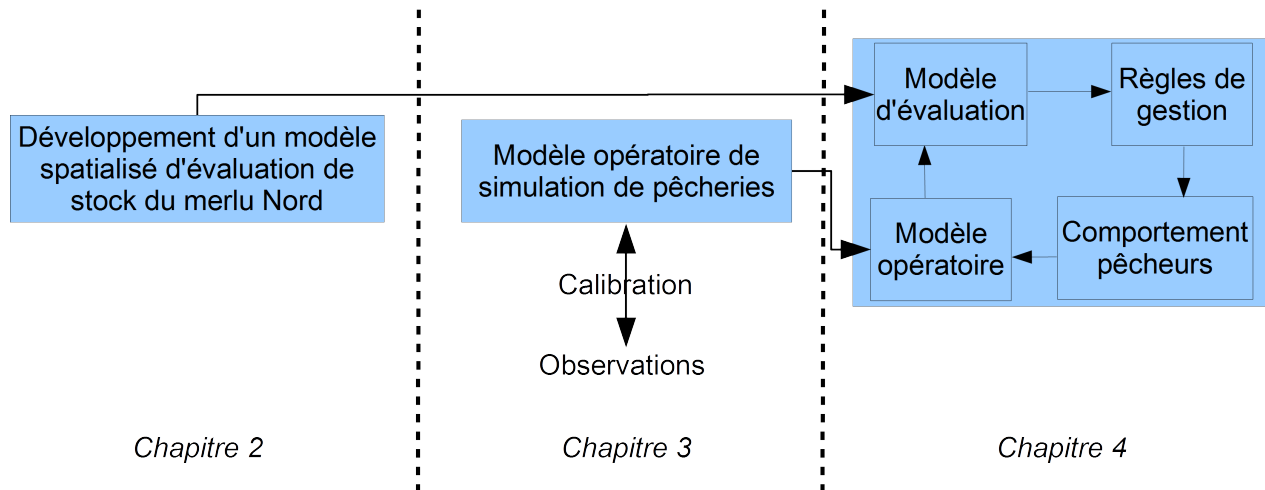 Développement d'un modèle
spatialisé d'évaluation de
stock du merlu Nord
Modèle opératoire de
simulation de pêcheries
Calibration
Observations
Modèle
d'évaluation
Règles de
gestion
Modèle
opératoire
Comportement
pêcheurs
Chapitre 2
Chapitre 3
Chapitre 4